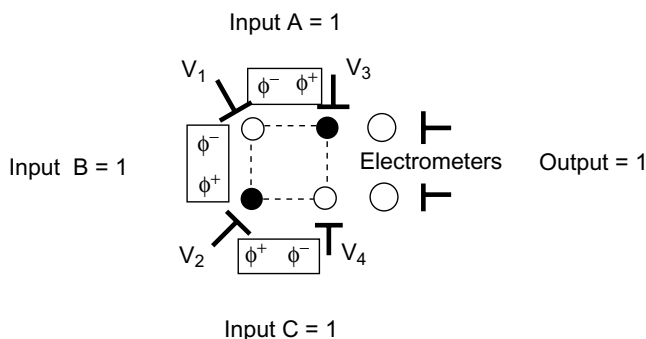 Input A = 1
V1
ϕ− ϕ+
V3
ϕ−
ϕ+
Input B = 1
Electrometers
Output = 1
V2
ϕ+ ϕ−
V4
Input C = 1